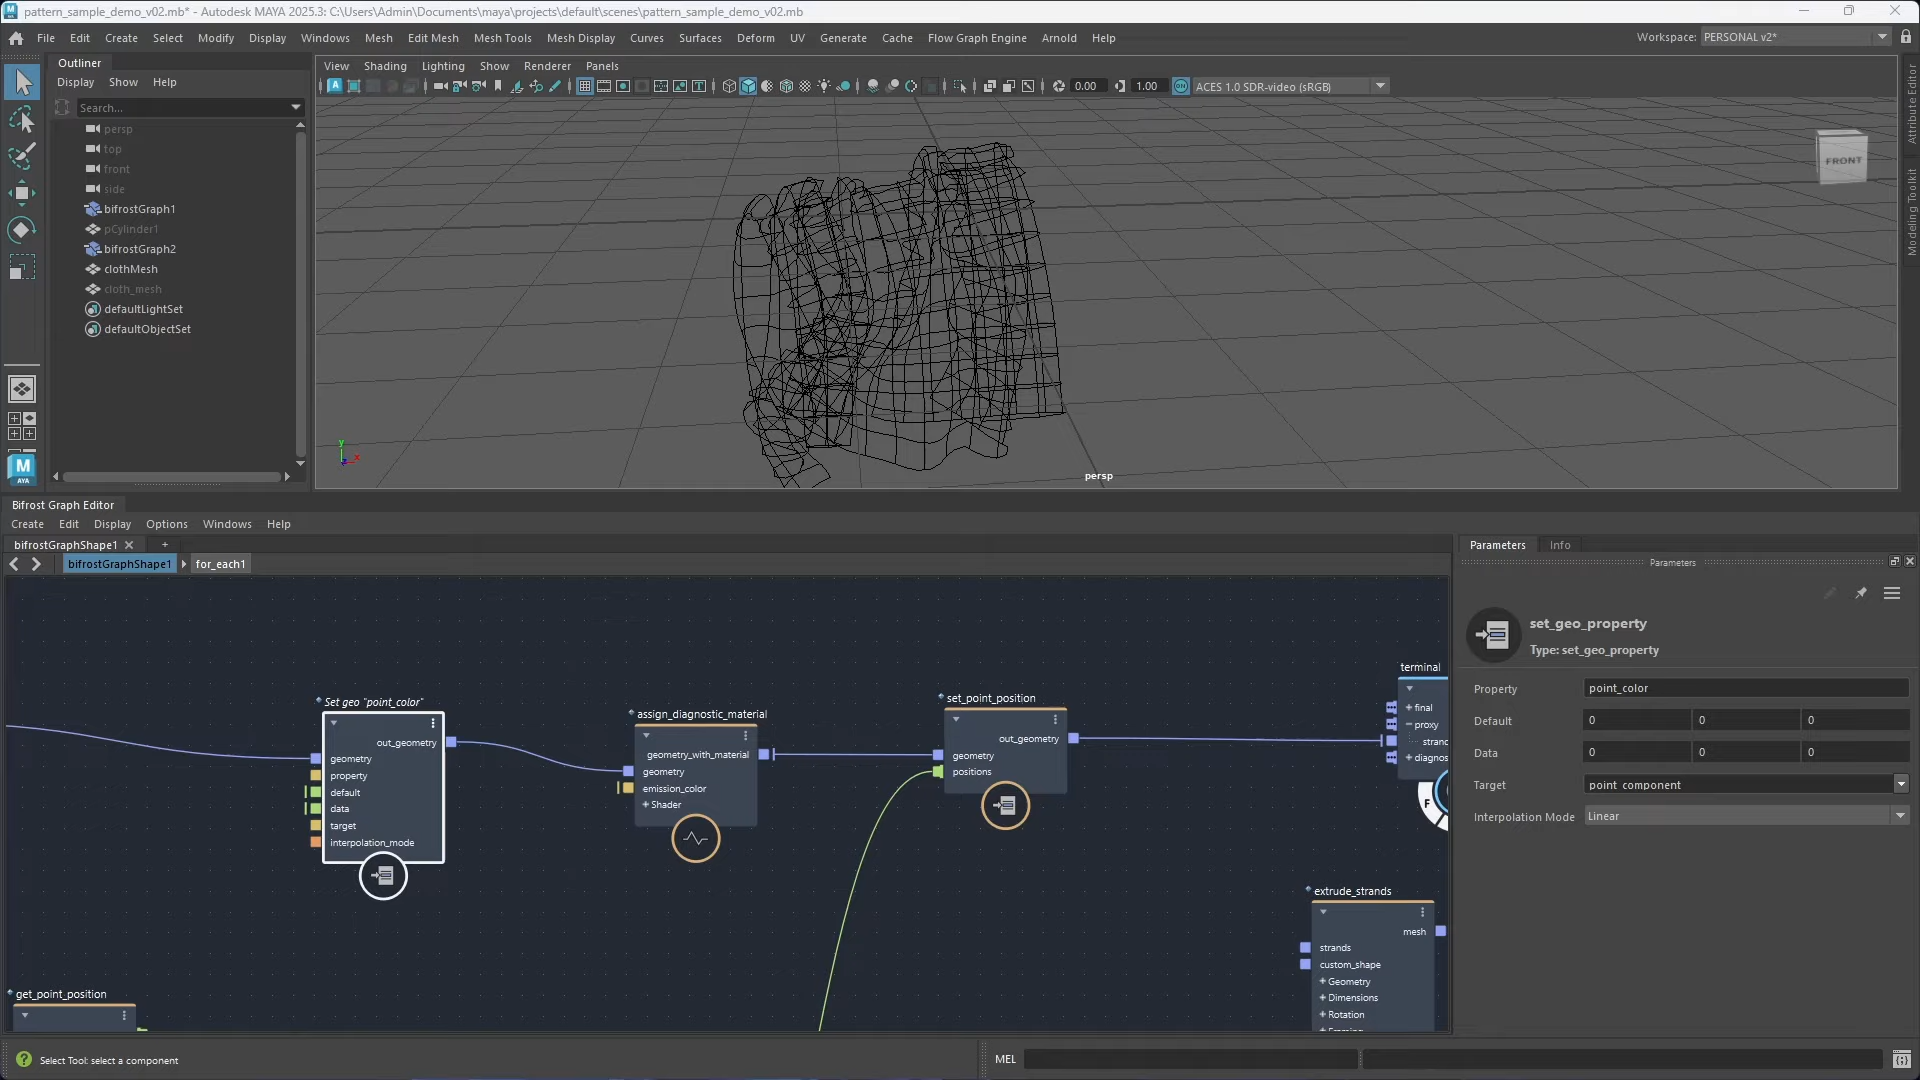 pattern_sample_demo_v02.mb* - Autodesk MAYA 2025.3: C:\Users\Admin\Documents\maya\projects\default\scenes\pattern_sample_demo_v02.mb
File Edit Create Select Modify Display Windows Mesh Edit Mesh Mesh Tools Mesh Display Curves Surfaces Deform UV Generate Cache Flow Graph Engine Arnold Help
Workspace: PERSONAL v2*
Outliner
Display Show Help
Search...
persp
top
front
side
bifrostGraph1
pCylinder1
bifrostGraph2
clothMesh
cloth_mesh
defaultLightSet
defaultObjectSet
M
AYA
View Shading Lighting Show Renderer Panels
0.00 1.00 ACES 1.0 SDR-video (sRGB)
FRONT
y
x
persp
Attribute Editor
Modeling Toolkit
Bifrost Graph Editor
Create Edit Display Options Windows Help
bifrostGraphShape1
+
bifrostGraphShape1 for_each1
Set geo "point_color"
out_geometry
geometry
property
default
data
target
interpolation_mode
assign_diagnostic_material
geometry_with_material
geometry
emission_color
+ Shader
set_point_position
out_geometry
geometry
positions
terminal
+ final
proxy
stranc
+ diagnos
F
extrude_strands
mesh
strands
custom_shape
+ Geometry
+ Dimensions
+ Rotation
get_point_position
Parameters Info
Parameters
set_geo_property
Type: set_geo_property
Property point_color
Default 0 0 0
Data 0 0 0
Target point_component
Interpolation Mode Linear
Select Tool: select a component
MEL